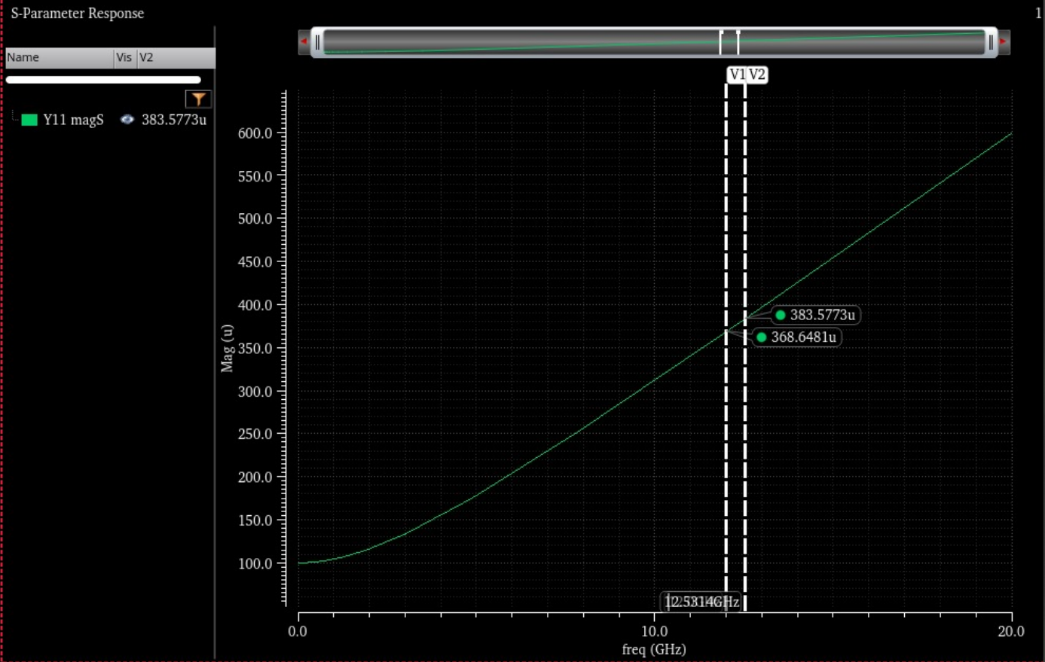 S-Parameter Response
1
Name Vis V2
Y11 magS 383.5773u
V1 V2
600.0
550.0
500.0
450.0
400.0
350.0
300.0
250.0
200.0
150.0
100.0
Mag (u)
383.5773u
368.6481u
0.0 10.0 20.0
freq (GHz)